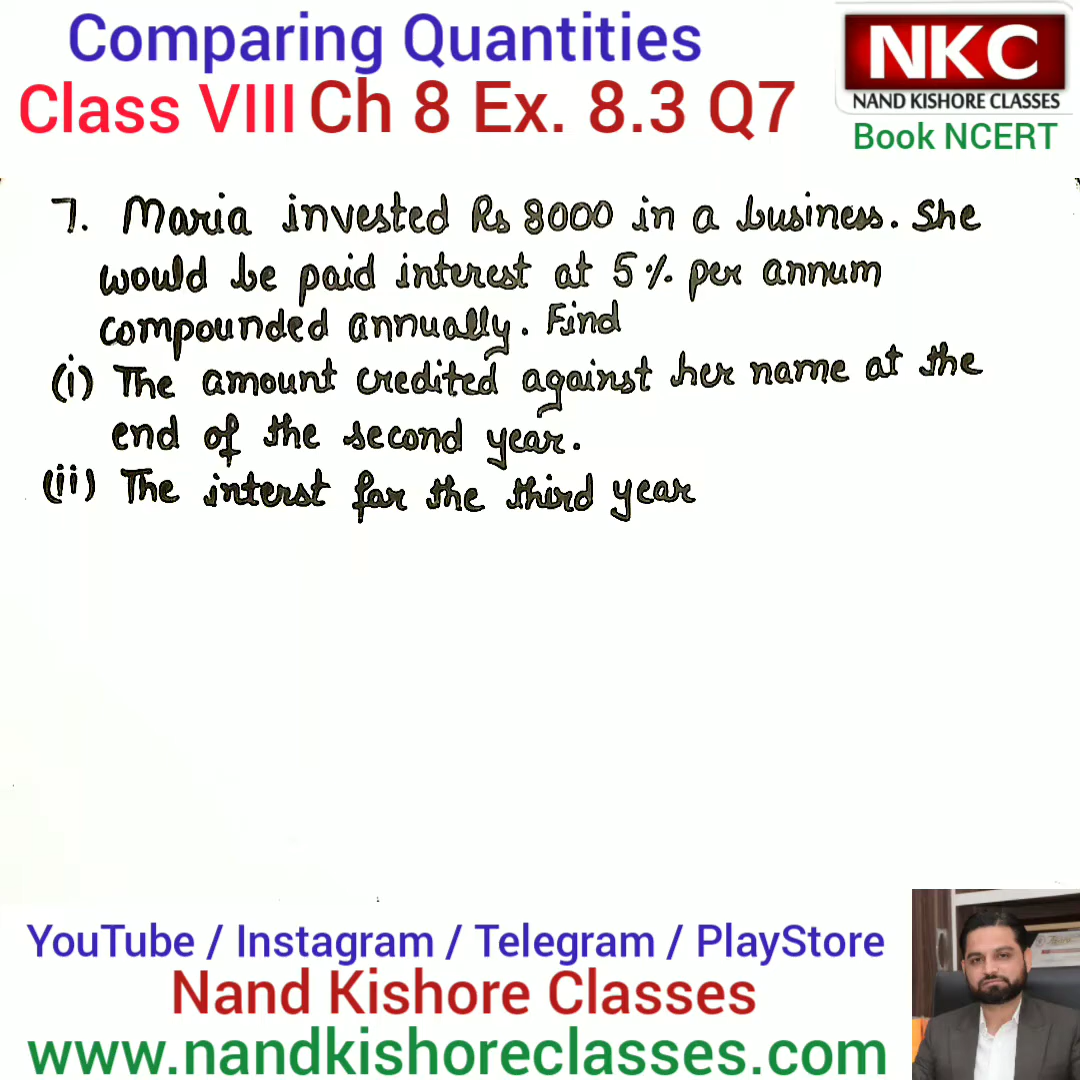 Comparing Quantities
Class VIII Ch 8 Ex. 8.3 Q7
NKC
NAND KISHORE CLASSES
Book NCERT
7. Maria invested Rs 8000 in a business. She
would be paid interest at 5% per annum
compounded annually. Find
(i) The amount credited against her name at the
end of the second year.
(ii) The interst for the third year
YouTube / Instagram / Telegram / PlayStore
Nand Kishore Classes
www.nandkishoreclasses.com